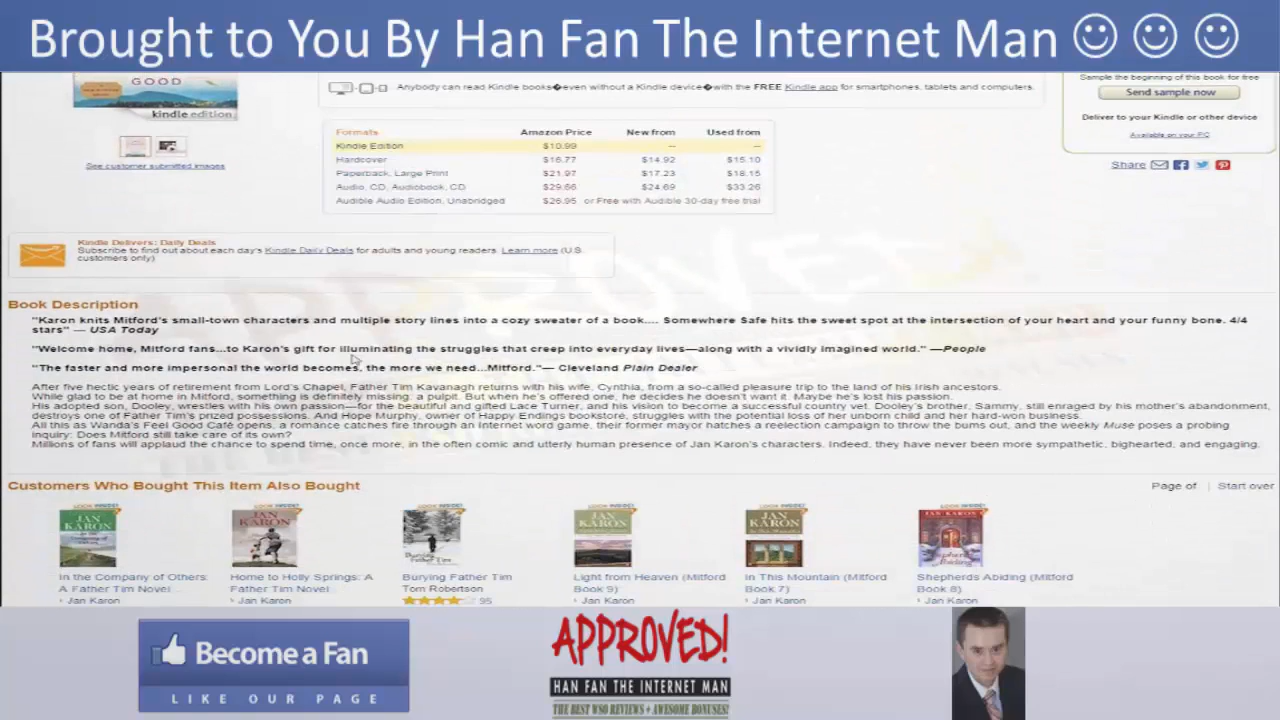 Brought to You By Han Fan The Internet Man
GOOD
kindle edition
See customer submitted images
Anybody can read Kindle books�even without a Kindle device�with the FREE Kindle app for smartphones, tablets and computers.
Formats Amazon Price New from Used from
Kindle Edition $10.99 -- --
Hardcover $16.77 $14.92 $15.10
Paperback, Large Print $21.97 $17.23 $18.15
Audio, CD, Audiobook, CD $29.66 $24.69 $33.26
Audible Audio Edition, Unabridged $26.95 or Free with Audible 30-day free trial
Sample the beginning of this book for free
Send sample now
Deliver to your Kindle or other device
Available on your PC
Share
Kindle Delivers: Daily Deals
Subscribe to find out about each day's Kindle Daily Deals for adults and young readers. Learn more (U.S
customers only)
Book Description
"Karon knits Mitford's small-town characters and multiple story lines into a cozy sweater of a book.... Somewhere Safe hits the sweet spot at the intersection of your heart and your funny bone. 4/4
stars" — USA Today
"Welcome home, Mitford fans...to Karon's gift for illuminating the struggles that creep into everyday lives—along with a vividly imagined world." —People
"The faster and more impersonal the world becomes, the more we need...Mitford."— Cleveland Plain Dealer
After five hectic years of retirement from Lord's Chapel, Father Tim Kavanagh returns with his wife, Cynthia, from a so-called pleasure trip to the land of his Irish ancestors.
While glad to be at home in Mitford, something is definitely missing: a pulpit. But when he's offered one, he decides he doesn't want it. Maybe he's lost his passion.
His adopted son, Dooley, wrestles with his own passion—for the beautiful and gifted Lace Turner, and his vision to become a successful country vet. Dooley's brother, Sammy, still enraged by his mother's abandonment,
destroys one of Father Tim's prized possessions. And Hope Murphy, owner of Happy Endings bookstore, struggles with the potential loss of her unborn child and her hard-won business.
All this as Wanda's Feel Good Café opens, a romance catches fire through an Internet word game, their former mayor hatches a reelection campaign to throw the bums out, and the weekly Muse poses a probing
inquiry: Does Mitford still take care of its own?
Millions of fans will applaud the chance to spend time, once more, in the often comic and utterly human presence of Jan Karon's characters. Indeed, they have never been more sympathetic, bighearted, and engaging.
Customers Who Bought This Item Also Bought
Page of | Start over
In the Company of Others: A Father Tim Novel
› Jan Karon
Home to Holly Springs: A Father Tim Novel
› Jan Karon
Burying Father Tim
Tom Robertson
95
Light from Heaven (Mitford Book 9)
› Jan Karon
In This Mountain (Mitford Book 7)
› Jan Karon
Shepherds Abiding (Mitford Book 8)
› Jan Karon
Become a Fan
LIKE OUR PAGE
APPROVED!
HAN FAN THE INTERNET MAN
THE BEST WSO REVIEWS + AWESOME BONUSES!